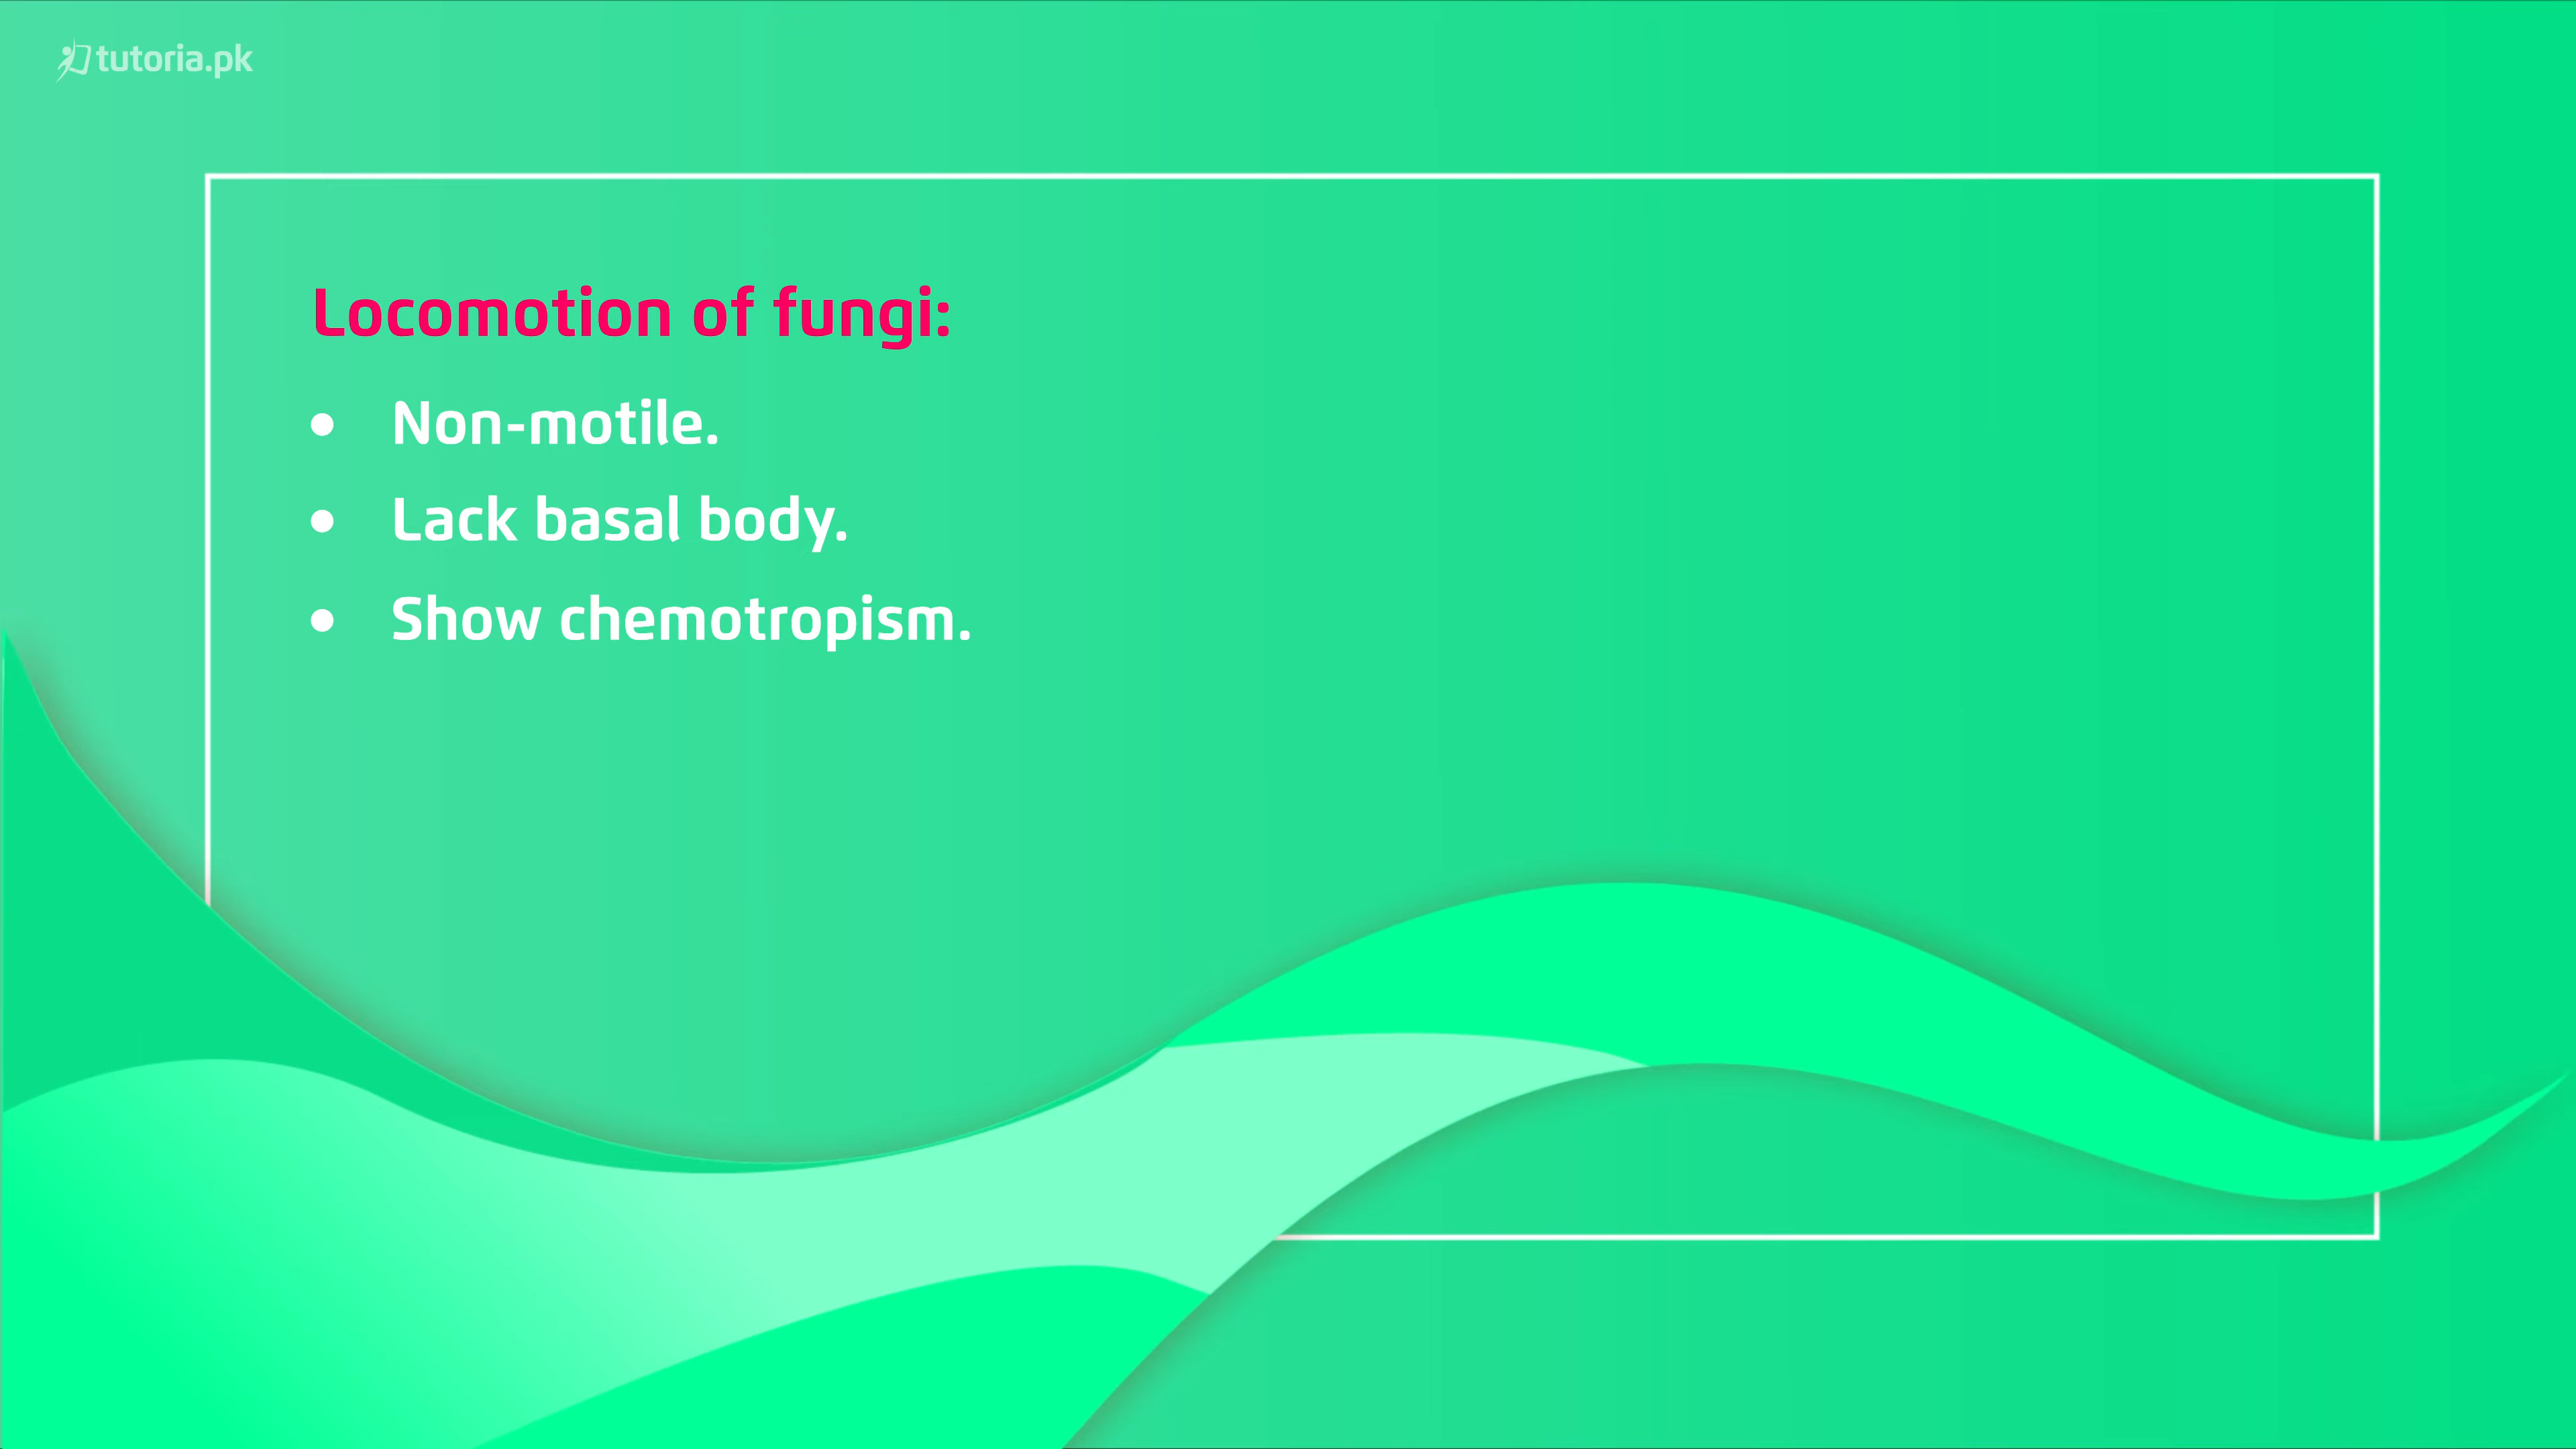 tutoria.pk
Locomotion of fungi:
• Non-motile.
• Lack basal body.
• Show chemotropism.